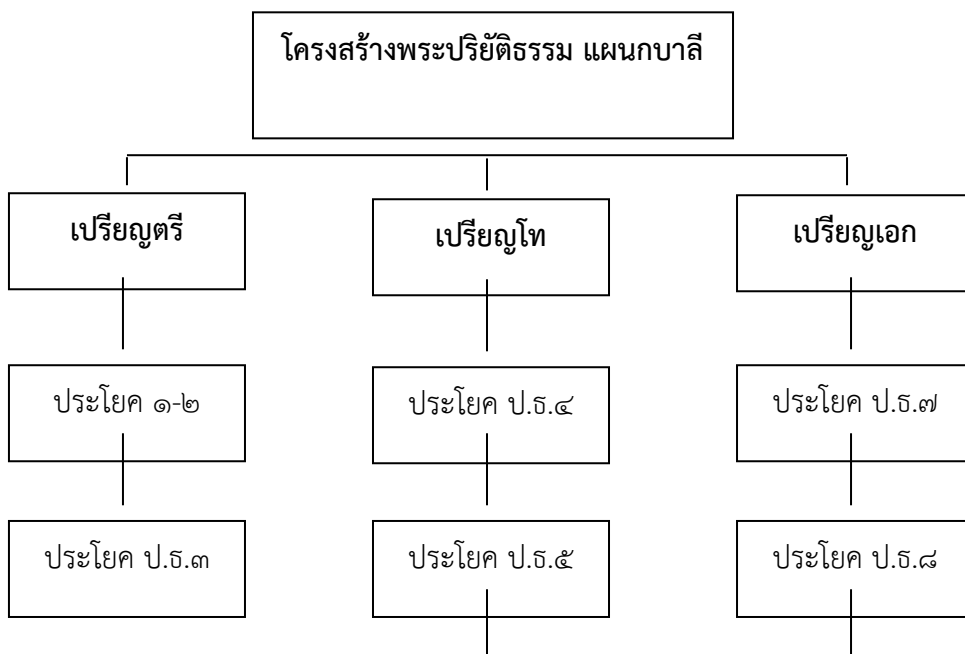 โครงสร้างพระปริยัติธรรม แผนกบาลี
เปรียญตรี
เปรียญโท
เปรียญเอก
ประโยค ๑-๒
ประโยค ป.ธ.๔
ประโยค ป.ธ.๗
ประโยค ป.ธ.๓
ประโยค ป.ธ.๕
ประโยค ป.ธ.๘